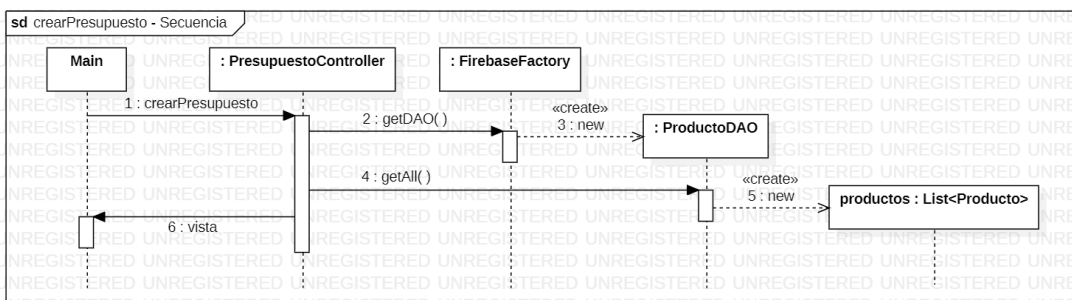 sd crearPresupuesto - Secuencia
Main
: PresupuestoController
: FirebaseFactory
1 : crearPresupuesto
2 : getDAO( )
«create»
3 : new
: ProductoDAO
4 : getAll( )
«create»
5 : new
productos : List<Producto>
6 : vista
UNREGISTERED